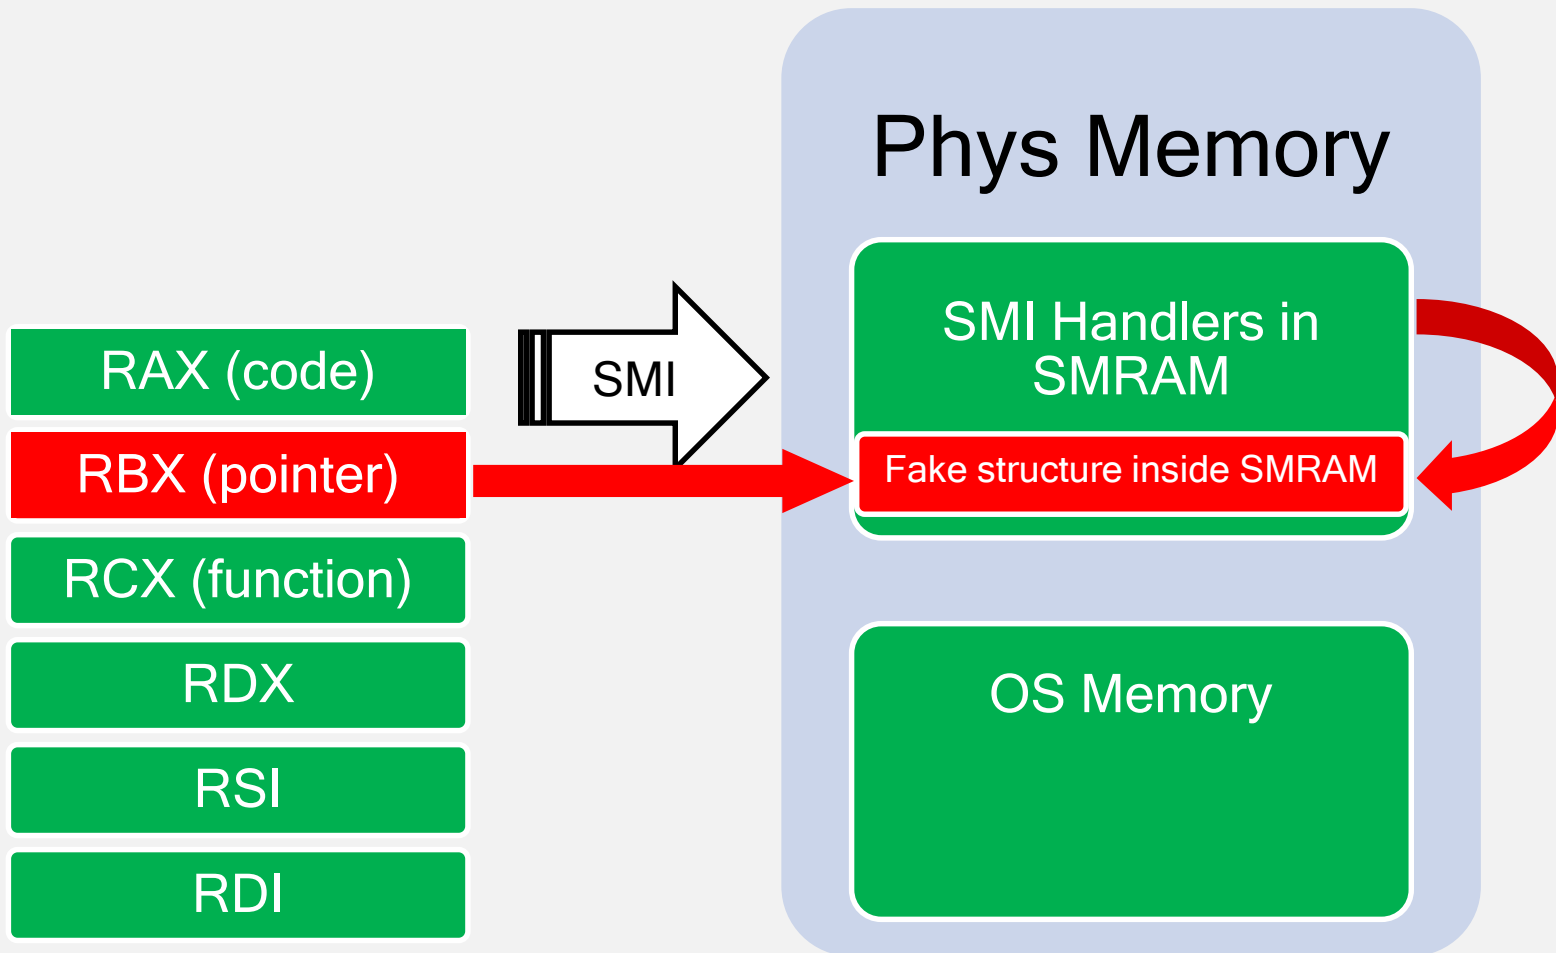 Phys Memory
SMI Handlers in
SMRAM
Fake structure inside SMRAM
OS Memory
SMI
RAX (code)
RBX (pointer)
RCX (function)
RDX
RSI
RDI